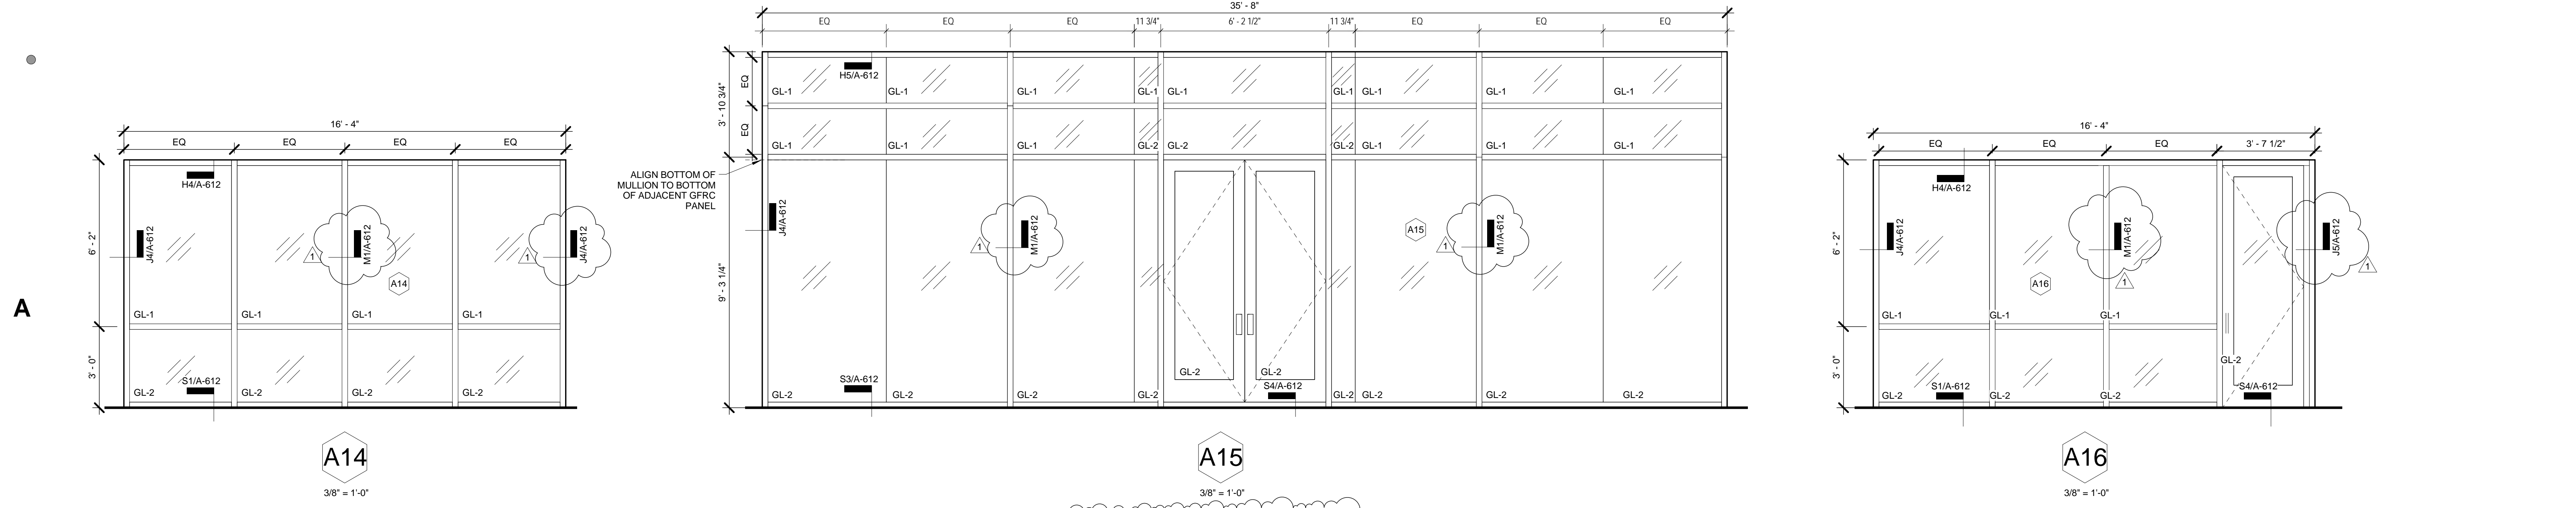 A
16' - 4"
EQ EQ EQ EQ
6' - 2"
3' - 0"
H4/A-612
J4/A-612
M1/A-612
J4/A-612
1
1
A14
GL-1 GL-1 GL-1 GL-1
S1/A-612
GL-2 GL-2 GL-2 GL-2
A14
3/8" = 1'-0"
35' - 8"
EQ EQ EQ 11 3/4" 6' - 2 1/2" 11 3/4" EQ EQ EQ
3' - 10 3/4"
EQ
EQ
9' - 3 1/4"
H5/A-612
GL-1 GL-1 GL-1 GL-1 GL-1 GL-1 GL-1 GL-1
GL-1 GL-1 GL-1 GL-2 GL-2 GL-2 GL-1 GL-1 GL-1
ALIGN BOTTOM OF
MULLION TO BOTTOM
OF ADJACENT GFRC
PANEL
J4/A-612
M1/A-612
1
A15
M1/A-612
1
GL-2 GL-2
S3/A-612
S4/A-612
GL-2 GL-2 GL-2 GL-2 GL-2 GL-2 GL-2 GL-2
A15
3/8" = 1'-0"
16' - 4"
EQ EQ EQ 3' - 7 1/2"
6' - 2"
3' - 0"
H4/A-612
J4/A-612
M1/A-612
J5/A-612
1
1
A16
GL-1 GL-1 GL-1
GL-2
S1/A-612
S4/A-612
GL-2 GL-2 GL-2
A16
3/8" = 1'-0"